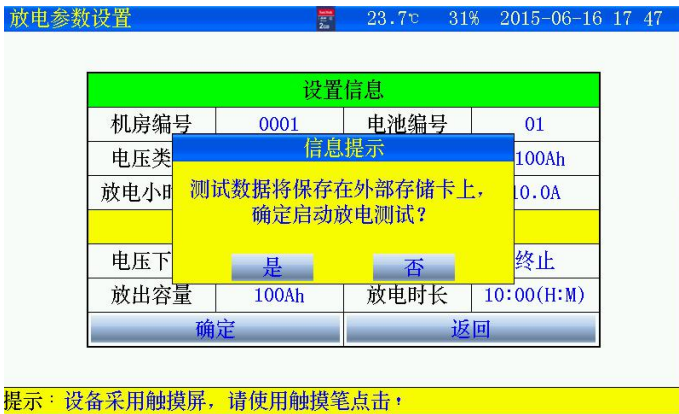 放电参数设置 23.7℃ 31% 2015-06-16 17 47
设置信息
机房编号 0001 电池编号 01
电压类 100Ah
信息提示
放电小时 10.0A
测试数据将保存在外部存储卡上,
确定启动放电测试?
电压下 终止
是 否
放出容量 100Ah 放电时长 10:00(H:M)
确定 返回
提示:设备采用触摸屏,请使用触摸笔点击!